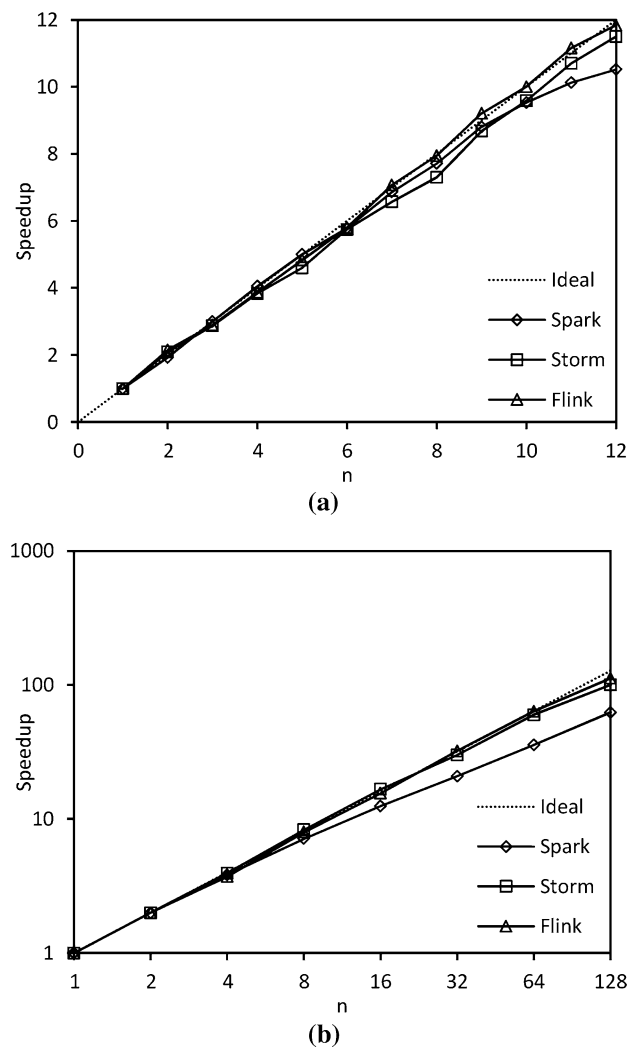 12
10
8
6
4
2
0
Speedup
Ideal
Spark
Storm
Flink
0 2 4 6 8 10 12
n
(a)
1000
100
10
1
Speedup
Ideal
Spark
Storm
Flink
1 2 4 8 16 32 64 128
n
(b)